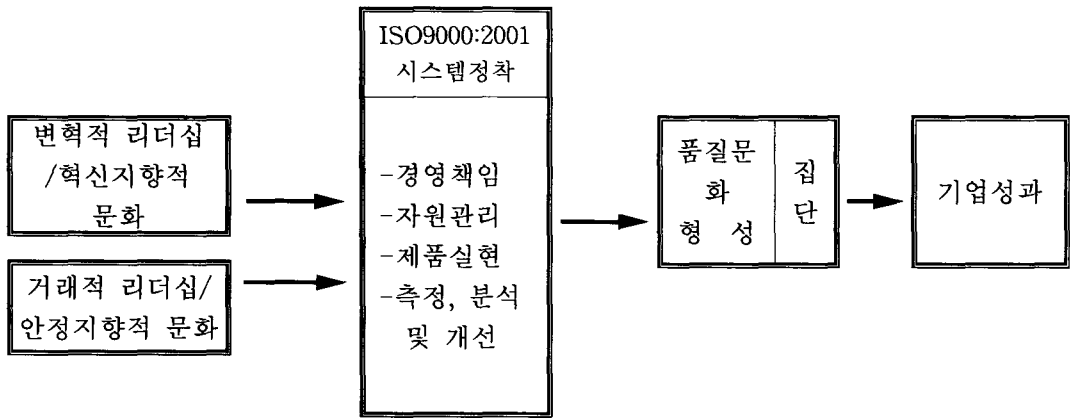 변혁적 리더십
/혁신지향적
문화
거래적 리더십/
안정지향적 문화
ISO9000:2001
시스템정착
-경영책임
-자원관리
-제품실현
-측정, 분석
및 개선
품질문
화
형 성
집
단
기업성과